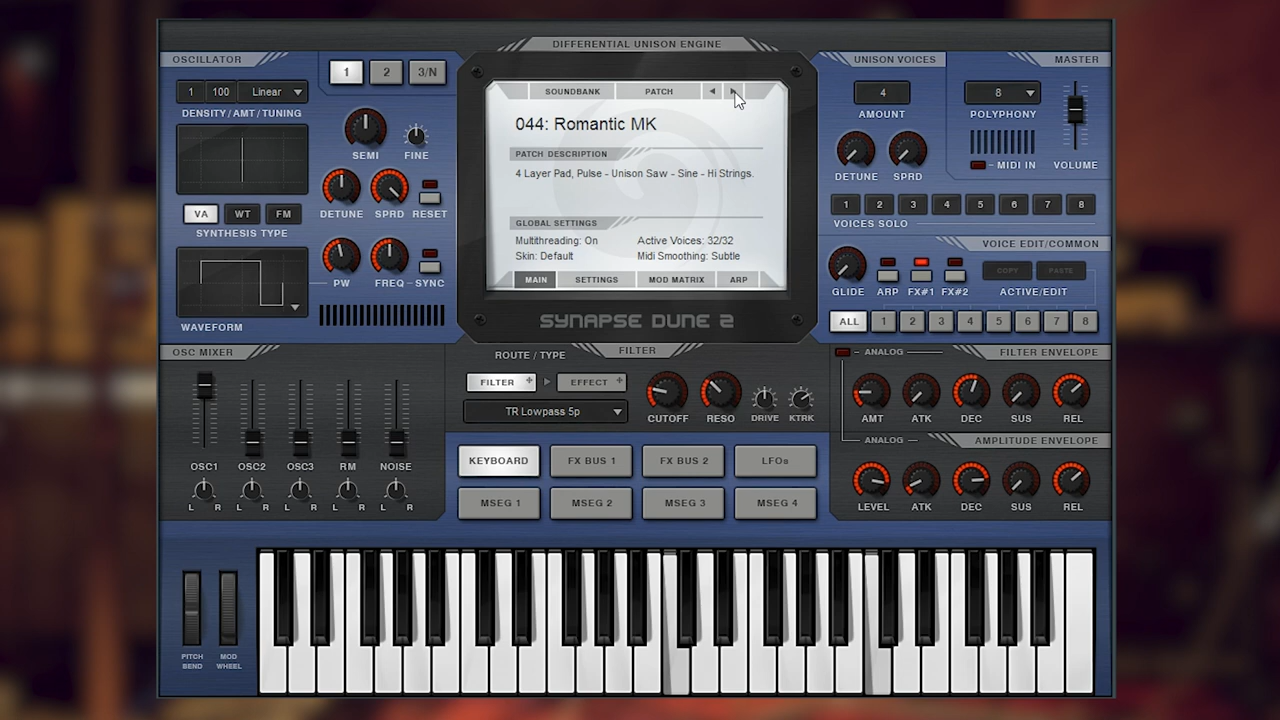 DIFFERENTIAL UNISON ENGINE
OSCILLATOR
1 100 Linear
DENSITY / AMT / TUNING
VA WT FM
SYNTHESIS TYPE
WAVEFORM
1 2 3/N
SEMI FINE
DETUNE SPRD RESET
PW FREQ SYNC
SOUNDBANK PATCH
044: Romantic MK
PATCH DESCRIPTION
4 Layer Pad, Pulse - Unison Saw - Sine - Hi Strings.
GLOBAL SETTINGS
Multithreading: On Active Voices: 32/32
Skin: Default Midi Smoothing: Subtle
MAIN SETTINGS MOD MATRIX ARP
SYNAPSE DUNE 2
UNISON VOICES
4
AMOUNT
DETUNE SPRD
MASTER
8
POLYPHONY
MIDI IN
VOLUME
1 2 3 4 5 6 7 8
VOICES SOLO
VOICE EDIT/COMMON
GLIDE ARP FX#1 FX#2
COPY PASTE
ACTIVE/EDIT
ALL 1 2 3 4 5 6 7 8
OSC MIXER
OSC1 OSC2 OSC3 RM NOISE
L R L R L R L R L R
ROUTE / TYPE
FILTER
FILTER + EFFECT +
TR Lowpass 5p
CUTOFF RESO DRIVE KTRK
KEYBOARD FX BUS 1 FX BUS 2 LFOs
MSEG 1 MSEG 2 MSEG 3 MSEG 4
ANALOG FILTER ENVELOPE
AMT ATK DEC SUS REL
ANALOG AMPLITUDE ENVELOPE
LEVEL ATK DEC SUS REL
PITCH BEND
MOD WHEEL